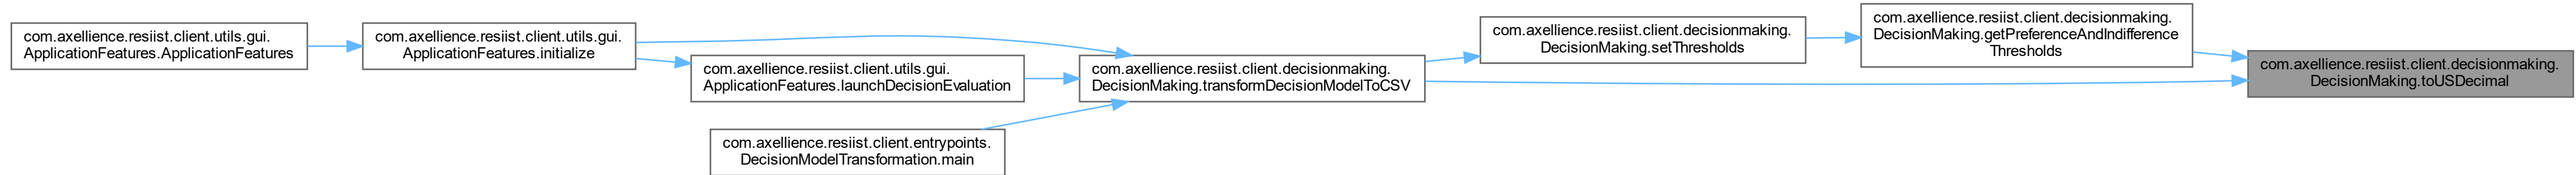 com.axellience.resiist.client.utils.gui.
ApplicationFeatures.ApplicationFeatures
com.axellience.resiist.client.utils.gui.
ApplicationFeatures.initialize
com.axellience.resiist.client.utils.gui.
ApplicationFeatures.launchDecisionEvaluation
com.axellience.resiist.client.entrypoints.
DecisionModelTransformation.main
com.axellience.resiist.client.decisionmaking.
DecisionMaking.transformDecisionModelToCSV
com.axellience.resiist.client.decisionmaking.
DecisionMaking.setThresholds
com.axellience.resiist.client.decisionmaking.
DecisionMaking.getPreferenceAndIndifference
Thresholds
com.axellience.resiist.client.decisionmaking.
DecisionMaking.toUSDecimal